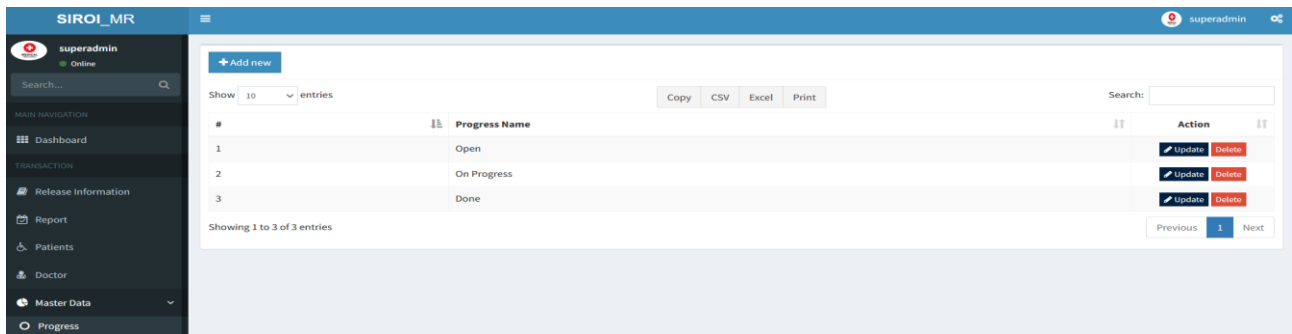 SIROI_MR
superadmin
superadmin
Online
Search...
MAIN NAVIGATION
Dashboard
TRANSACTION
Release Information
Report
Patients
Doctor
Master Data
Progress
Add new
Show 10 entries
Copy CSV Excel Print
Search:
# Progress Name Action
1 Open Update Delete
2 On Progress Update Delete
3 Done Update Delete
Showing 1 to 3 of 3 entries
Previous 1 Next